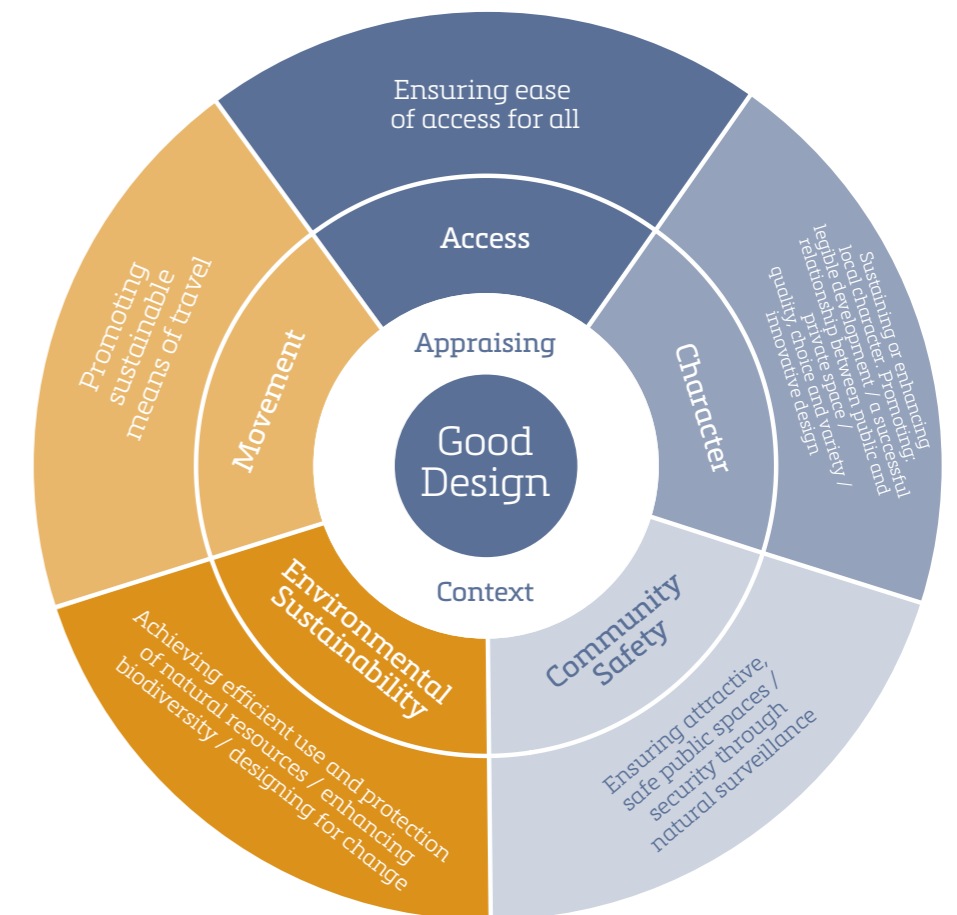 Ensuring ease
of access for all
Access
Sustaining or enhancing
local character. Promoting:
legible development / a successful
relationship between public and
private space /
quality, choice and variety /
innovative design
Character
Ensuring attractive,
safe public spaces /
security through
natural surveillance
Community
Safety
Achieving efficient use and protection
of natural resources / enhancing
biodiversity / designing for change
Environmental
Sustainability
Promoting
sustainable
means of travel
Movement
Appraising
Good
Design
Context